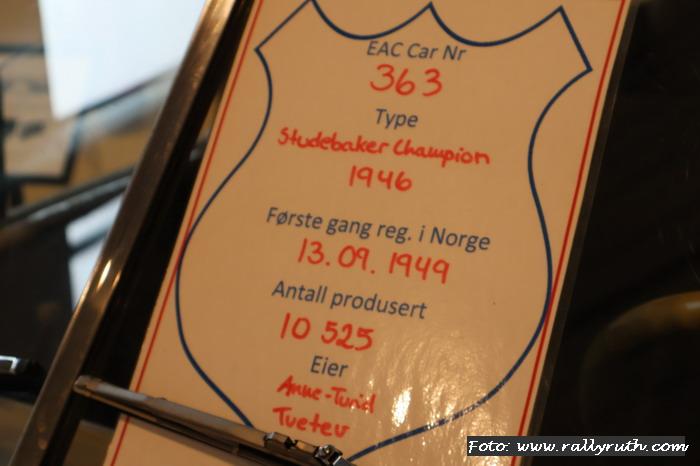 EAC Car Nr
363
Type
Studebaker Champion
1946
Første gang reg. i Norge
13.09.1949
Antall produsert
10 525
Eier
Anne-Turid
Tueter
Foto: www.rallyruth.com